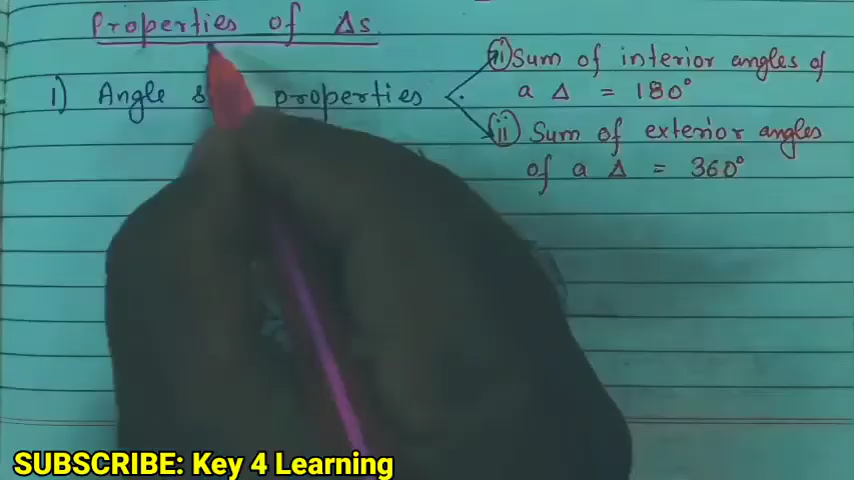 Properties of Δs
1) Angle s properties
(i) Sum of interior angles of
a Δ = 180°
(ii) Sum of exterior angles
of a Δ = 360°
SUBSCRIBE: Key 4 Learning